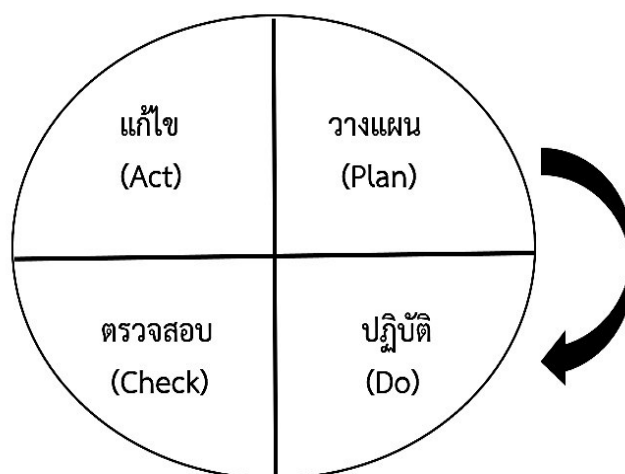 แก้ไข
(Act)
วางแผน
(Plan)
ตรวจสอบ
(Check)
ปฏิบัติ
(Do)